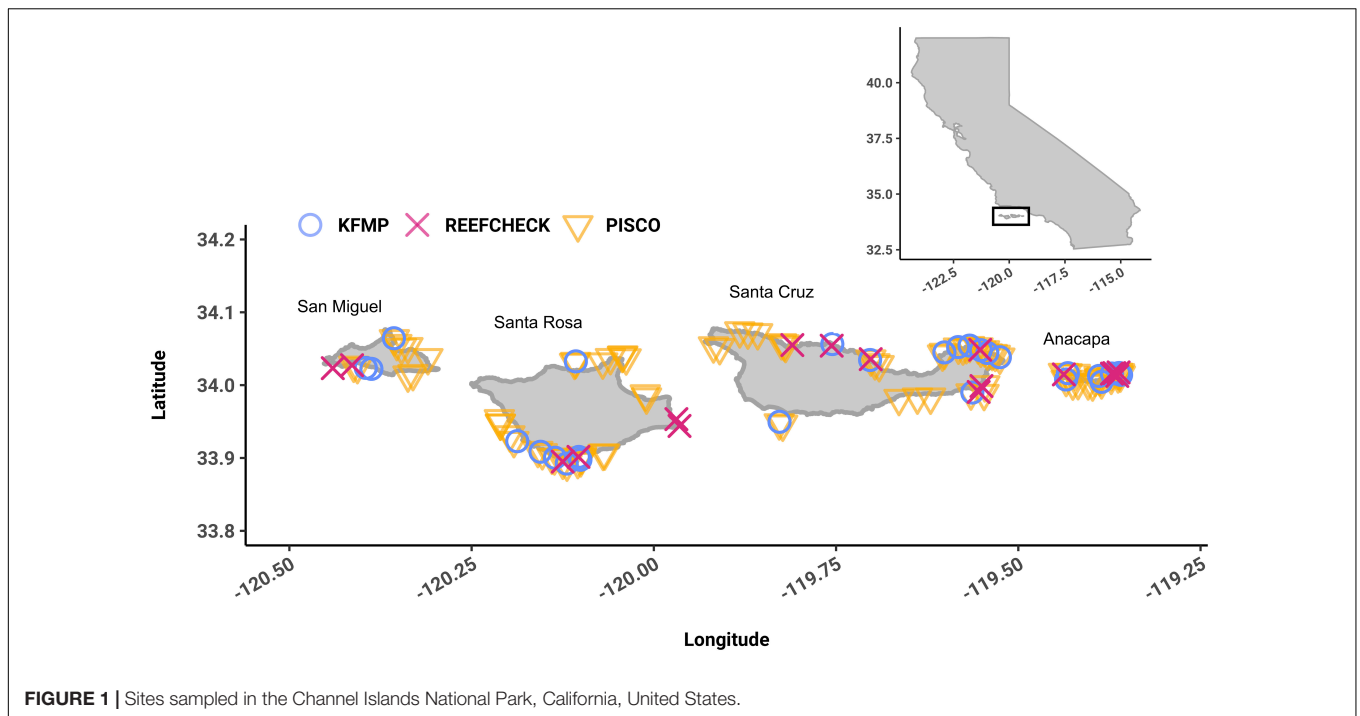 40.0
37.5
35.0
32.5
-122.5
-120.0
-117.5
-115.0
KFMP REEFCHECK PISCO
34.2
34.1
34.0
33.9
33.8
Latitude
San Miguel
Santa Rosa
Santa Cruz
Anacapa
-120.50
-120.25
-120.00
-119.75
-119.50
-119.25
Longitude
FIGURE 1 | Sites sampled in the Channel Islands National Park, California, United States.